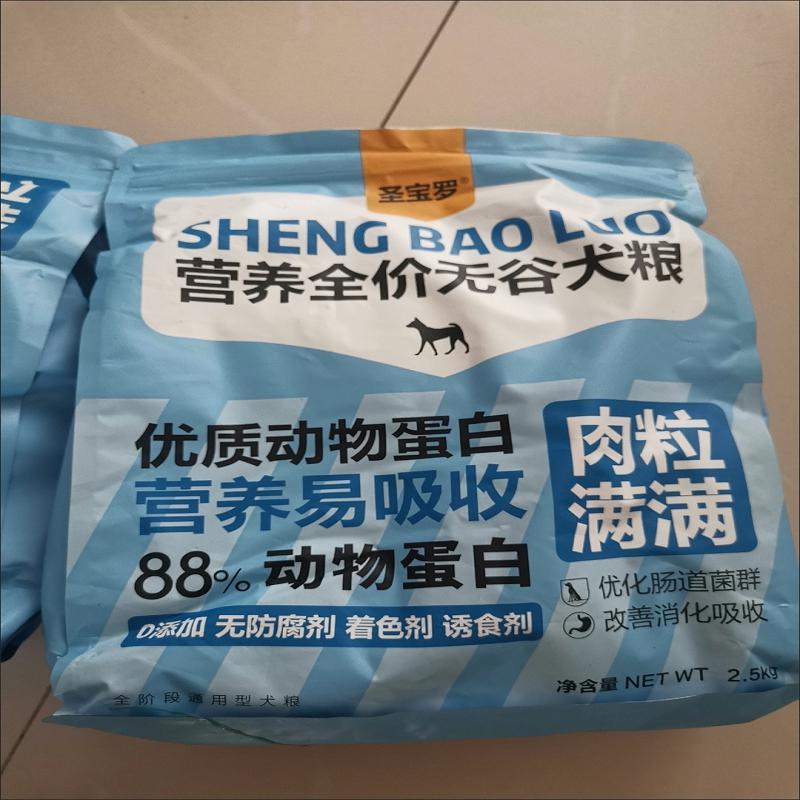 圣宝罗®
SHENG BAO LUO
营养全价无谷犬粮
优质动物蛋白
营养易吸收
88%动物蛋白
0添加 无防腐剂 着色剂 诱食剂
肉粒
满满
优化肠道菌群
改善消化吸收
净含量 NET WT 2.5kg
全阶段通用型犬粮